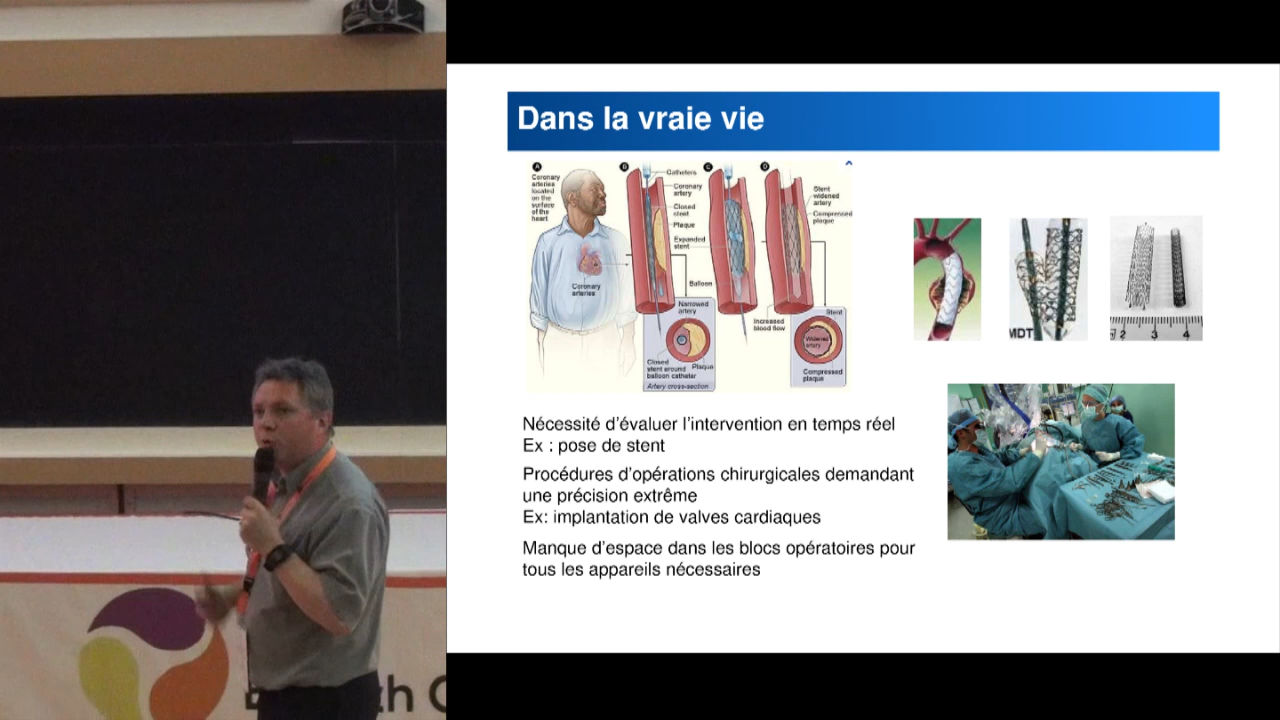 Dans la vraie vie
A
B
C
D
Coronary
arteries
located
on the
surface
of the
heart
Catheters
Coronary
artery
Closed
stent
Plaque
Expanded
stent
Stent
widened
artery
Compressed
plaque
Coronary
arteries
Balloon
Narrowed
artery
Increased
blood flow
Stent
Widened
artery
Closed
stent around
balloon catheter
Plaque
Artery cross-section
Compressed
plaque
MDT
2 3 4
Nécessité d’évaluer l’intervention en temps réel
Ex : pose de stent
Procédures d’opérations chirurgicales demandant
une précision extrême
Ex: implantation de valves cardiaques
Manque d’espace dans les blocs opératoires pour
tous les appareils nécessaires